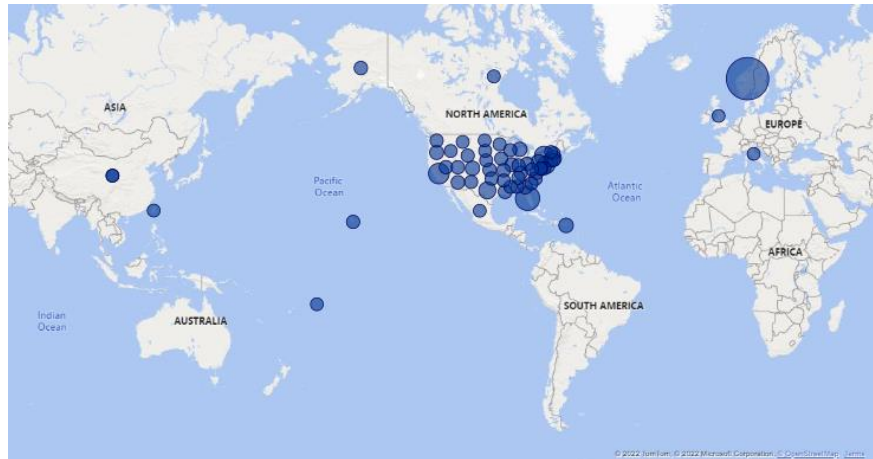 ASIA
NORTH AMERICA
EUROPE
Pacific
Ocean
Atlantic
Ocean
AFRICA
SOUTH AMERICA
Indian
Ocean
AUSTRALIA
© 2022 TomTom, © 2022 Microsoft Corporation, © OpenStreetMap Terms